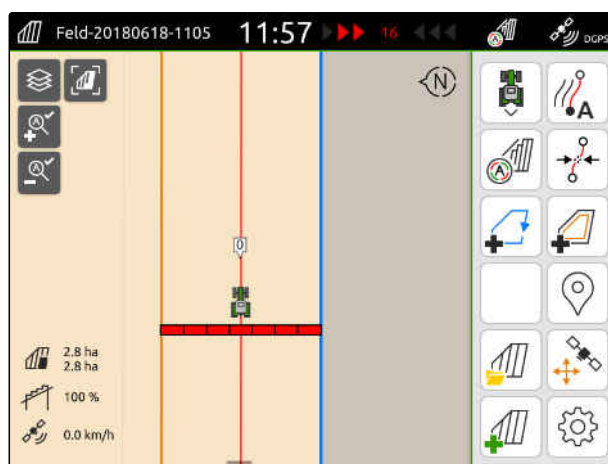 Feld-20180618-1105 11:57 16 DGPS
A N A
A A
0
2.8 ha
2.8 ha
100 %
0.0 km/h